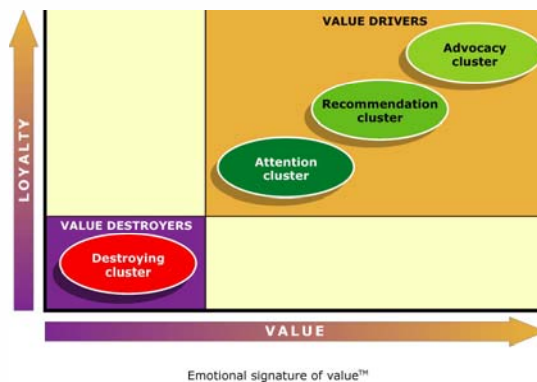 VALUE DRIVERS
Advocacy
cluster
Recommendation
cluster
Attention
cluster
LOYALTY
VALUE DESTROYERS
Destroying
cluster
VALUE
Emotional signature of value™